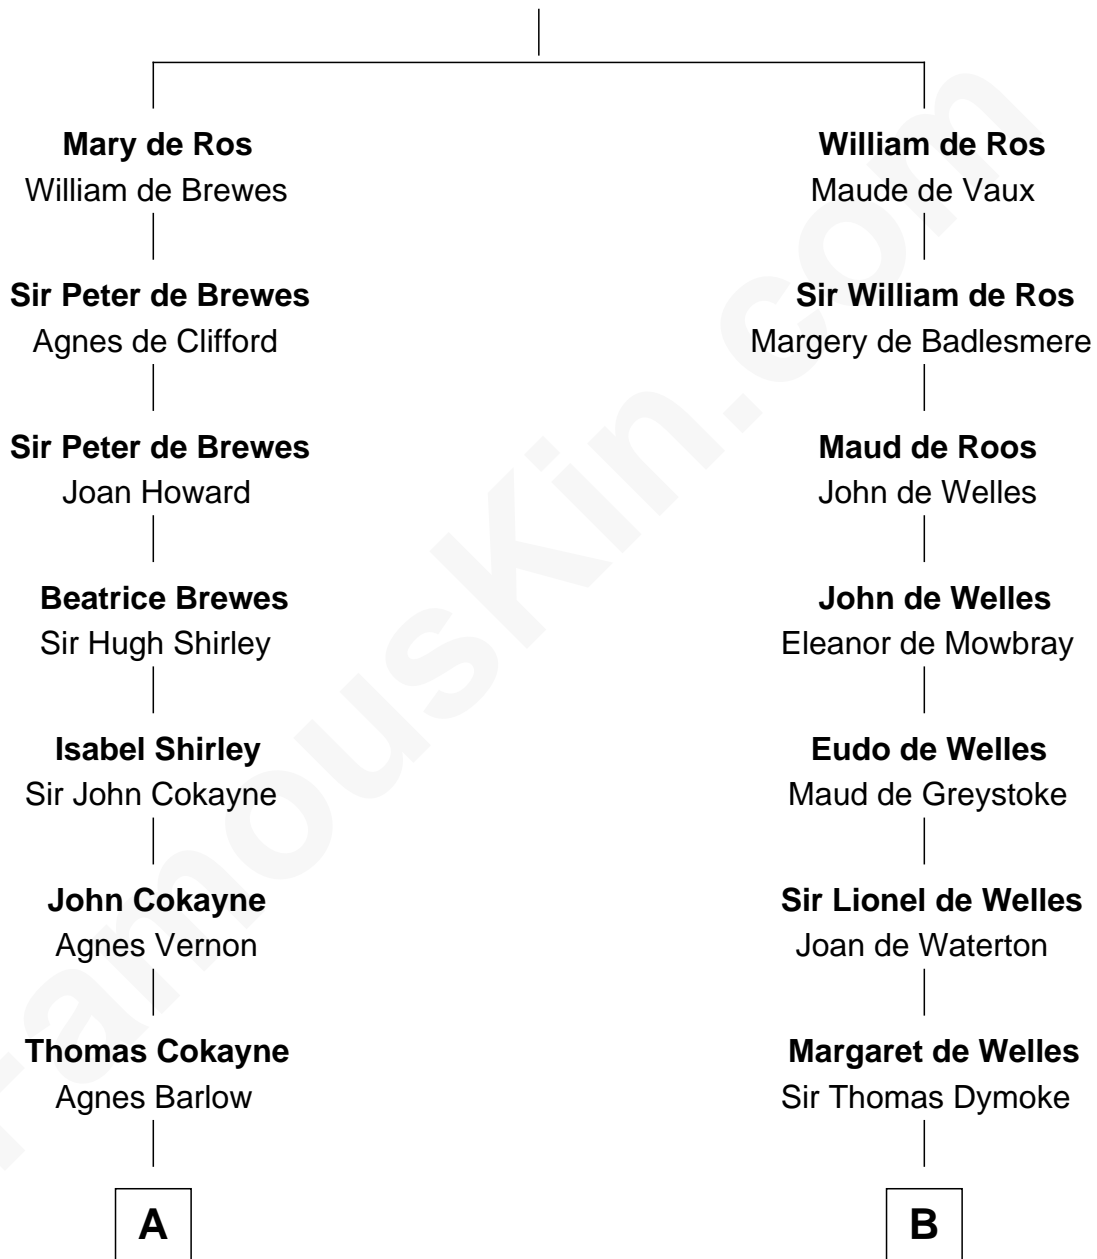 Mary de Ros
William de Brewes
Sir Peter de Brewes
Agnes de Clifford
Sir Peter de Brewes
Joan Howard
Beatrice Brewes
Sir Hugh Shirley
Isabel Shirley
Sir John Cokayne
John Cokayne
Agnes Vernon
Thomas Cokayne
Agnes Barlow
A
William de Ros
Maude de Vaux
Sir William de Ros
Margery de Badlesmere
Maud de Roos
John de Welles
John de Welles
Eleanor de Mowbray
Eudo de Welles
Maud de Greystoke
Sir Lionel de Welles
Joan de Waterton
Margaret de Welles
Sir Thomas Dymoke
B
FamousKin.com